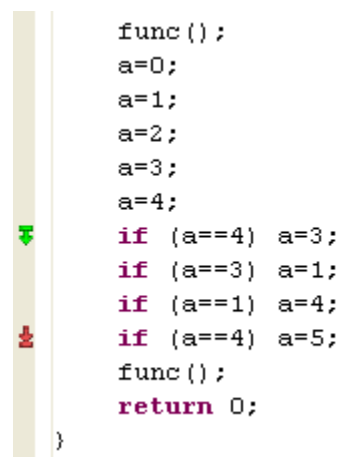 func();
a=0;
a=1;
a=2;
a=3;
a=4;
if (a==4) a=3;
if (a==3) a=1;
if (a==1) a=4;
if (a==4) a=5;
func();
return 0;
}